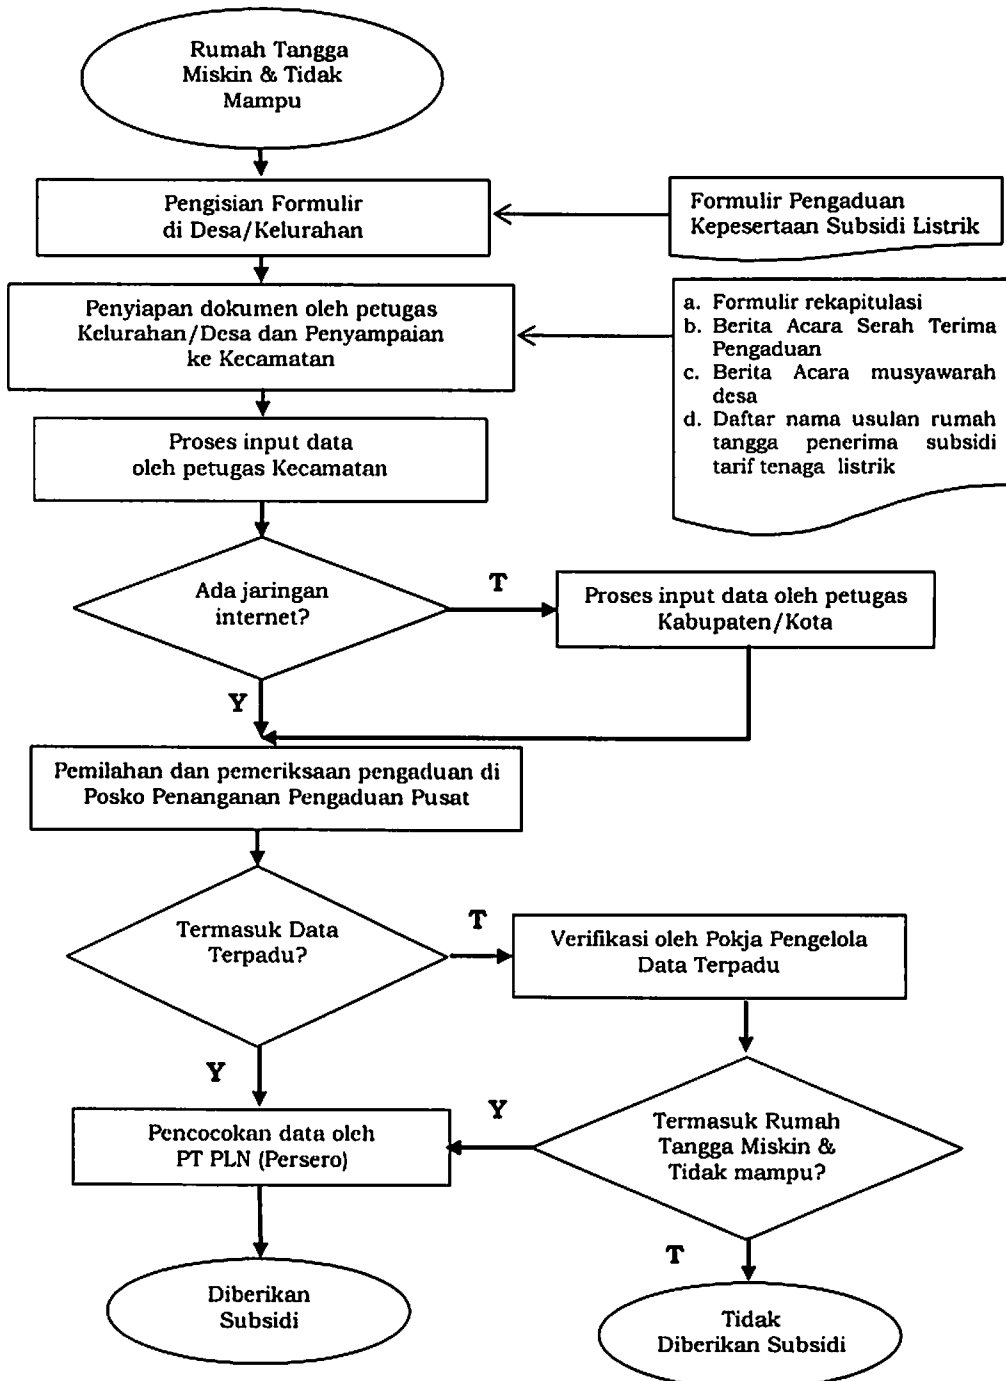 Rumah Tangga
Miskin & Tidak
Mampu
Pengisian Formulir
di Desa/Kelurahan
Formulir Pengaduan
Kepesertaan Subsidi Listrik
Penyiapan dokumen oleh petugas
Kelurahan/Desa dan Penyampaian
ke Kecamatan
a. Formulir rekapitulasi
b. Berita Acara Serah Terima
Pengaduan
c. Berita Acara musyawarah
desa
d. Daftar nama usulan rumah
tangga penerima subsidi
tarif tenaga listrik
Proses input data
oleh petugas Kecamatan
Ada jaringan
internet?
T
Proses input data oleh petugas
Kabupaten/Kota
Y
Pemilahan dan pemeriksaan pengaduan di
Posko Penanganan Pengaduan Pusat
Termasuk Data
Terpadu?
T
Verifikasi oleh Pokja Pengelola
Data Terpadu
Y
Pencocokan data oleh
PT PLN (Persero)
Y
Termasuk Rumah
Tangga Miskin &
Tidak mampu?
T
Diberikan
Subsidi
Tidak
Diberikan Subsidi